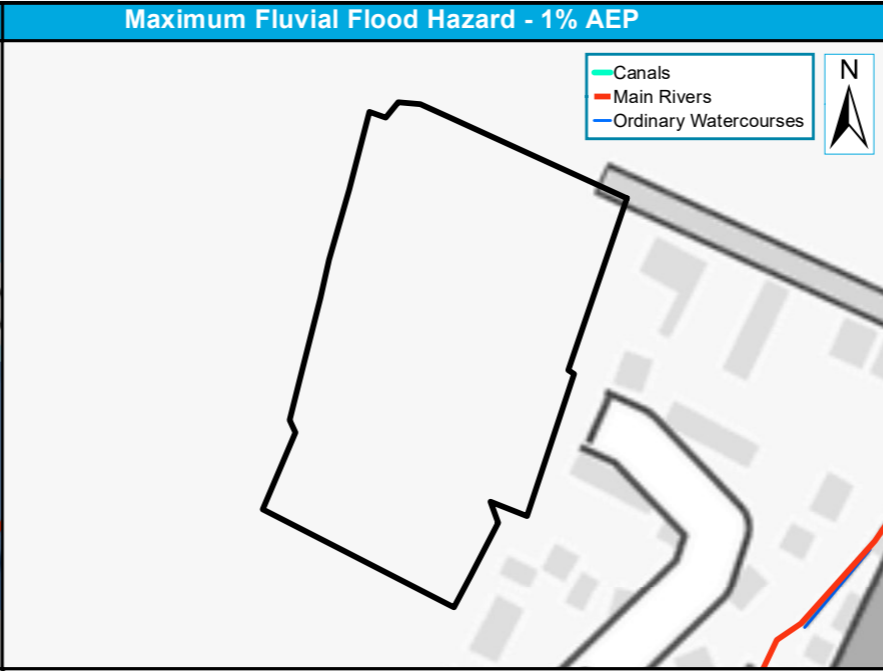 Maximum Fluvial Flood Hazard - 1% AEP
Canals
Main Rivers
Ordinary Watercourses
N